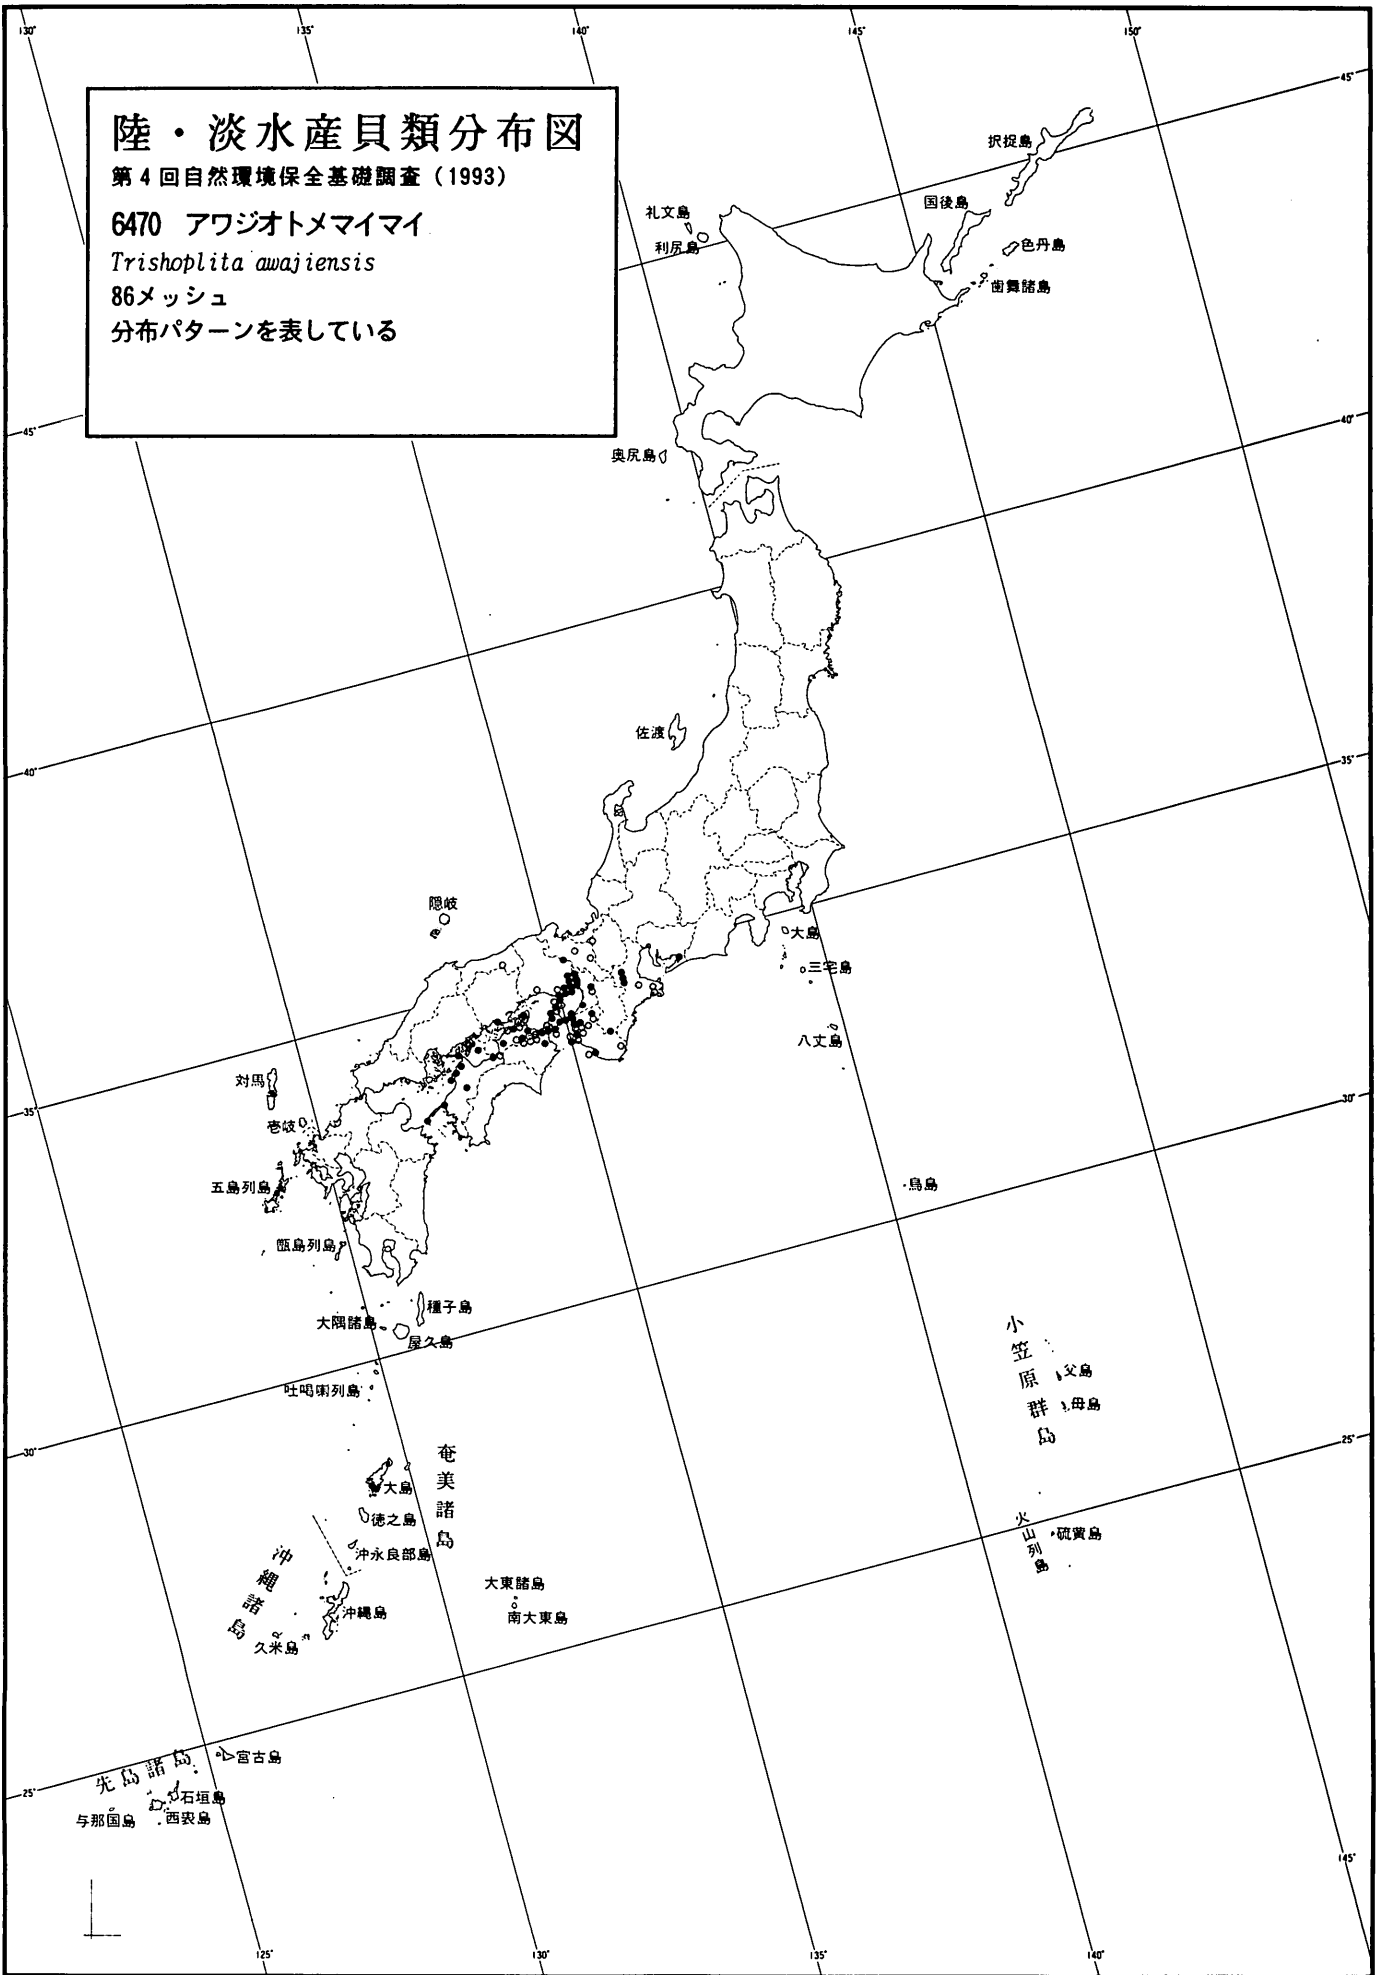 130°
135°
140°
145°
150°
陸・淡水産貝類分布図
第4回自然環境保全基礎調査(1993)
6470 アワジオトメマイマイ
Trishoplita awajiensis
86メッシュ
分布パターンを表している
45°
択捉島
国後島
礼文島
利尻島
色丹島
歯舞諸島
45°
40°
奥尻島
佐渡
40°
35°
隠岐
大島
三宅島
八丈島
対馬
35°
30°
壱岐
五島列島
鳥島
甑島列島
種子島
大隅諸島
屋久島
小笠原群島
父島
吐噶喇列島
母島
30°
25°
奄美諸島
大島
徳之島
火山列島
硫黄島
沖永良部島
沖縄諸島
大東諸島
沖縄島
南大東島
久米島
先島諸島
宮古島
25°
石垣島
与那国島
西表島
145°
125°
130°
135°
140°